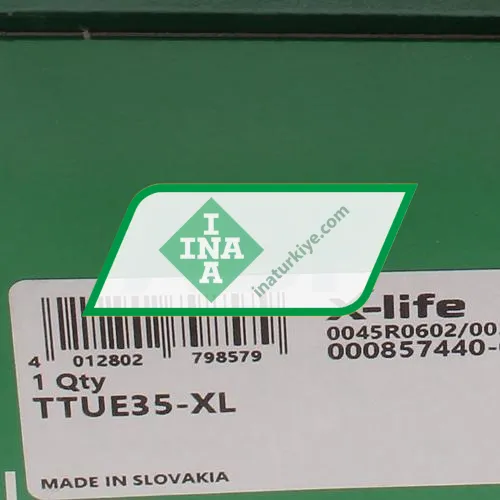 I
INA
A
inaturkiye.com
X-life
0045R0602/00
000857440-
4 012802 798579
1 Qty
TTUE35-XL
MADE IN SLOVAKIA